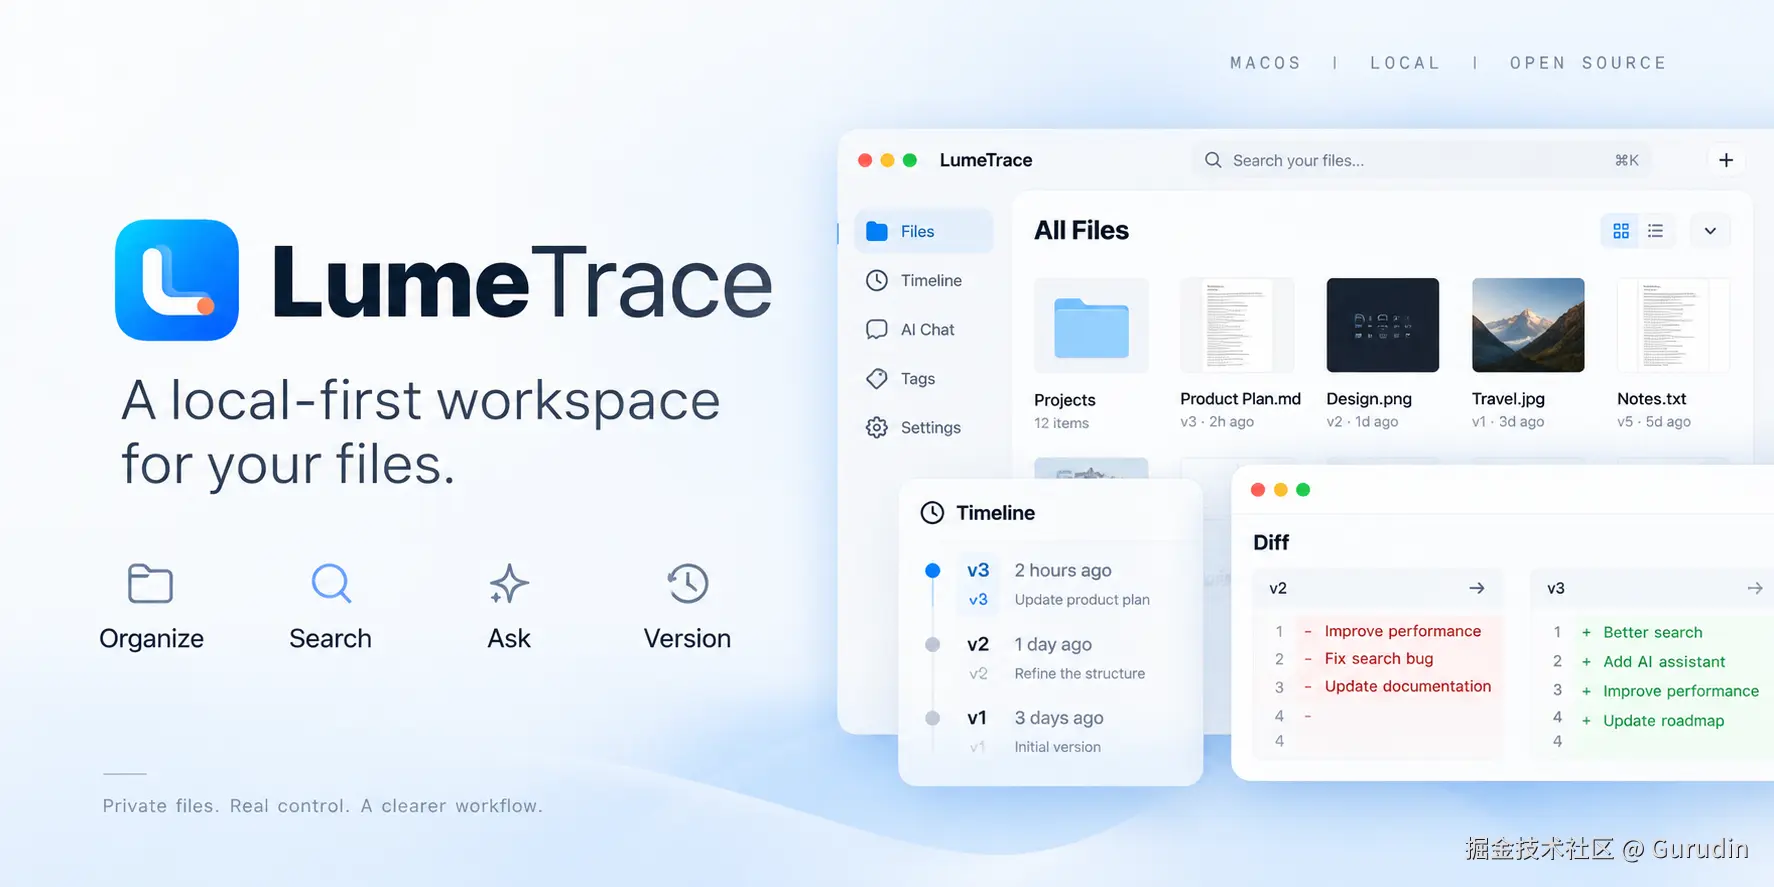 MACOS | LOCAL | OPEN SOURCE
LumeTrace
A local-first workspace
for your files.
Organize
Search
Ask
Version
Private files. Real control. A clearer workflow.
LumeTrace
Search your files...
⌘K
+
Files
Timeline
AI Chat
Tags
Settings
All Files
Projects
12 items
Product Plan.md
v3 · 2h ago
Design.png
v2 · 1d ago
Travel.jpg
v1 · 3d ago
Notes.txt
v5 · 5d ago
Timeline
v3 2 hours ago
v3 Update product plan
v2 1 day ago
v2 Refine the structure
v1 3 days ago
v1 Initial version
Diff
v2 →
1 - Improve performance
2 - Fix search bug
3 - Update documentation
4 -
4
v3 →
1 + Better search
2 + Add AI assistant
3 + Improve performance
4 + Update roadmap
4
掘金技术社区 @ Gurudin